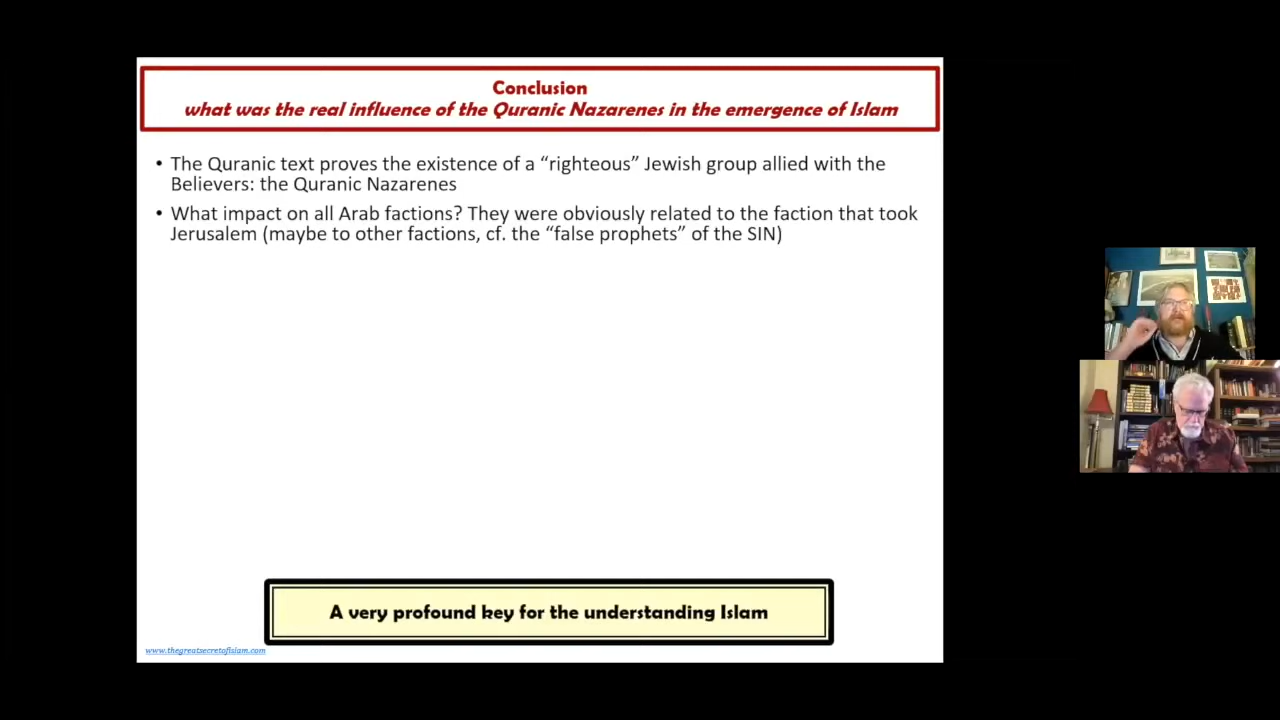 Conclusion
what was the real influence of the Quranic Nazarenes in the emergence of Islam
• The Quranic text proves the existence of a “righteous” Jewish group allied with the
Believers: the Quranic Nazarenes
• What impact on all Arab factions? They were obviously related to the faction that took
Jerusalem (maybe to other factions, cf. the “false prophets” of the SIN)
A very profound key for the understanding Islam
www.thegreatsecretofislam.com